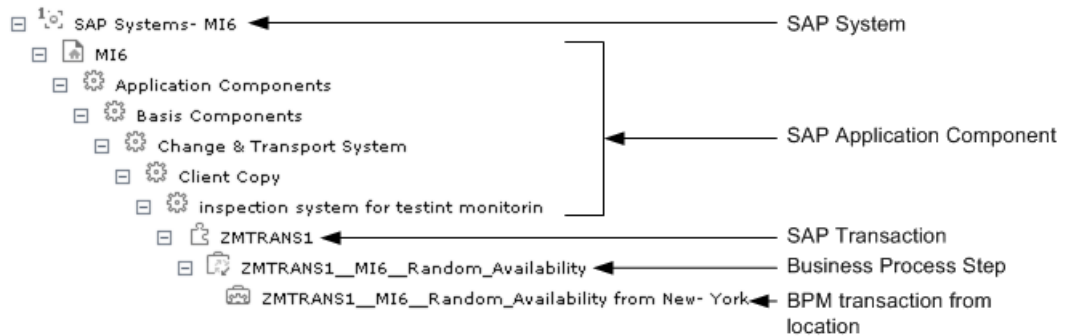 1 SAP Systems- MI6 SAP System
MI6
Application Components
Basis Components
Change & Transport System SAP Application Component
Client Copy
inspection system for testint monitorin
ZMTRANS1 SAP Transaction
ZMTRANS1__MI6__Random_Availability Business Process Step
ZMTRANS1__MI6__Random_Availability from New- York BPM transaction from
location